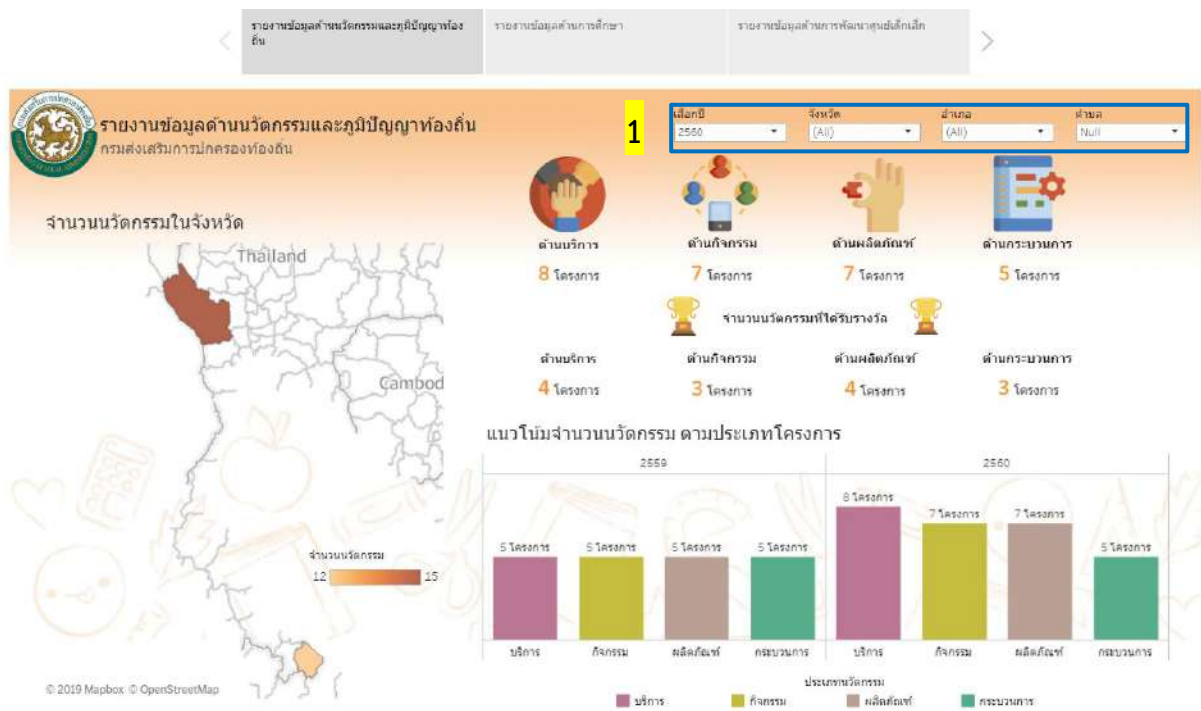 รายงานข้อมูลด้านนวัตกรรมและภูมิปัญญาท้อง
ถิ่น
รายงานข้อมูลด้านการศึกษา
รายงานข้อมูลด้านการพัฒนาศูนย์เด็กเล็ก
รายงานข้อมูลด้านนวัตกรรมและภูมิปัญญาท้องถิ่น
กรมส่งเสริมการปกครองท้องถิ่น
1
เลือกปี จังหวัด อำเภอ ตำบล
2560 (All) (All) Null
จำนวนนวัตกรรมในจังหวัด
Thailand
Cambod
จำนวนนวัตกรรม
12 15
© 2019 Mapbox © OpenStreetMap
ด้านบริการ ด้านกิจกรรม ด้านผลิตภัณฑ์ ด้านกระบวนการ
8 โครงการ 7 โครงการ 7 โครงการ 5 โครงการ
จำนวนนวัตกรรมที่ได้รับรางวัล
ด้านบริการ ด้านกิจกรรม ด้านผลิตภัณฑ์ ด้านกระบวนการ
4 โครงการ 3 โครงการ 4 โครงการ 3 โครงการ
แนวโน้มจำนวนนวัตกรรม ตามประเภทโครงการ
2559 2560
5 โครงการ 5 โครงการ 5 โครงการ 5 โครงการ 8 โครงการ 7 โครงการ 7 โครงการ 5 โครงการ
บริการ กิจกรรม ผลิตภัณฑ์ กระบวนการ บริการ กิจกรรม ผลิตภัณฑ์ กระบวนการ
ประเภทนวัตกรรม
บริการ กิจกรรม ผลิตภัณฑ์ กระบวนการ